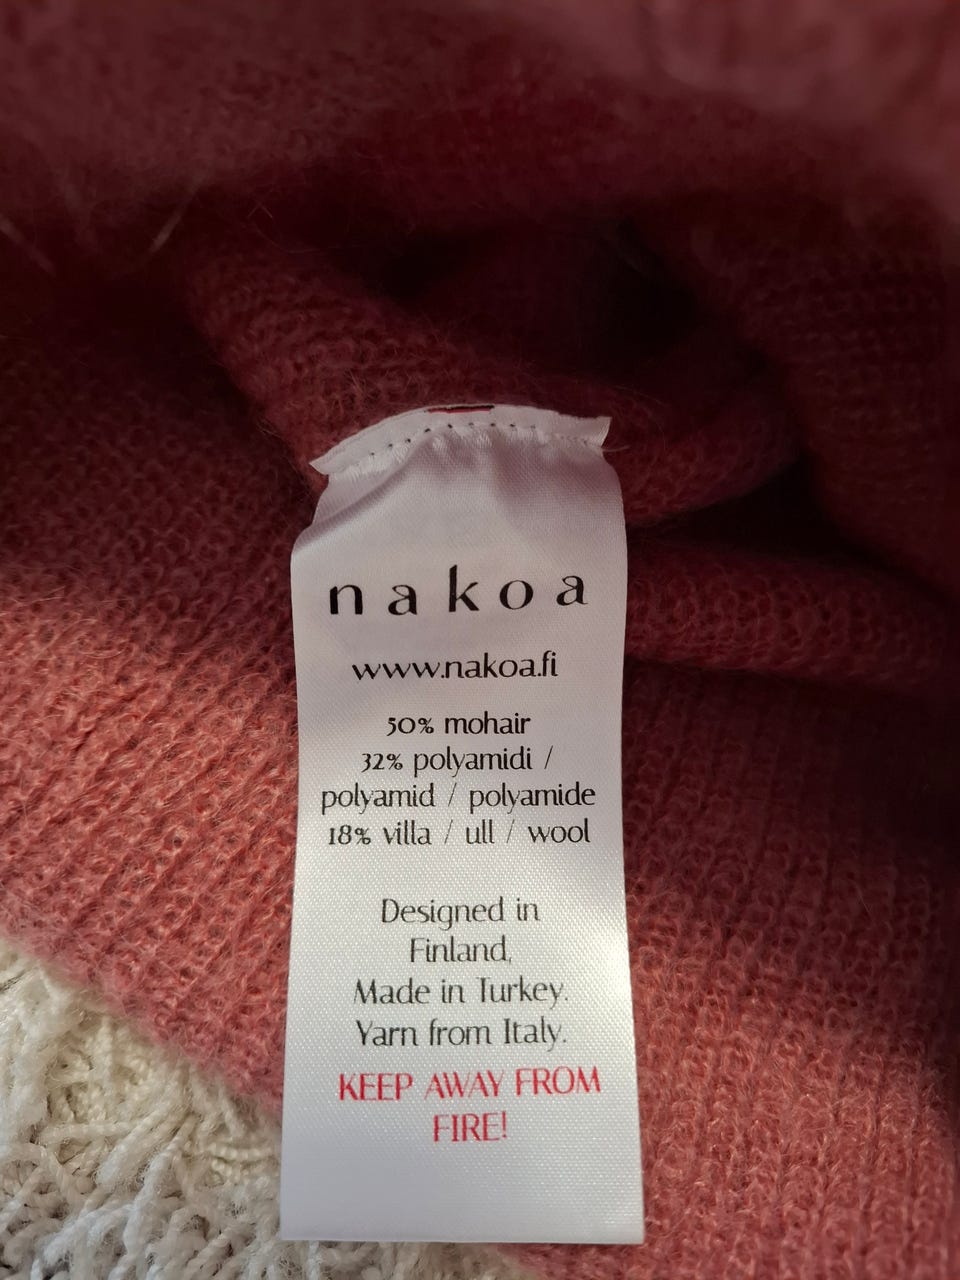 nakoa
www.nakoa.fi
50% mohair
32% polyamidi /
polyamid / polyamide
18% villa / ull / wool
Designed in
Finland,
Made in Turkey.
Yarn from Italy.
KEEP AWAY FROM
FIRE!